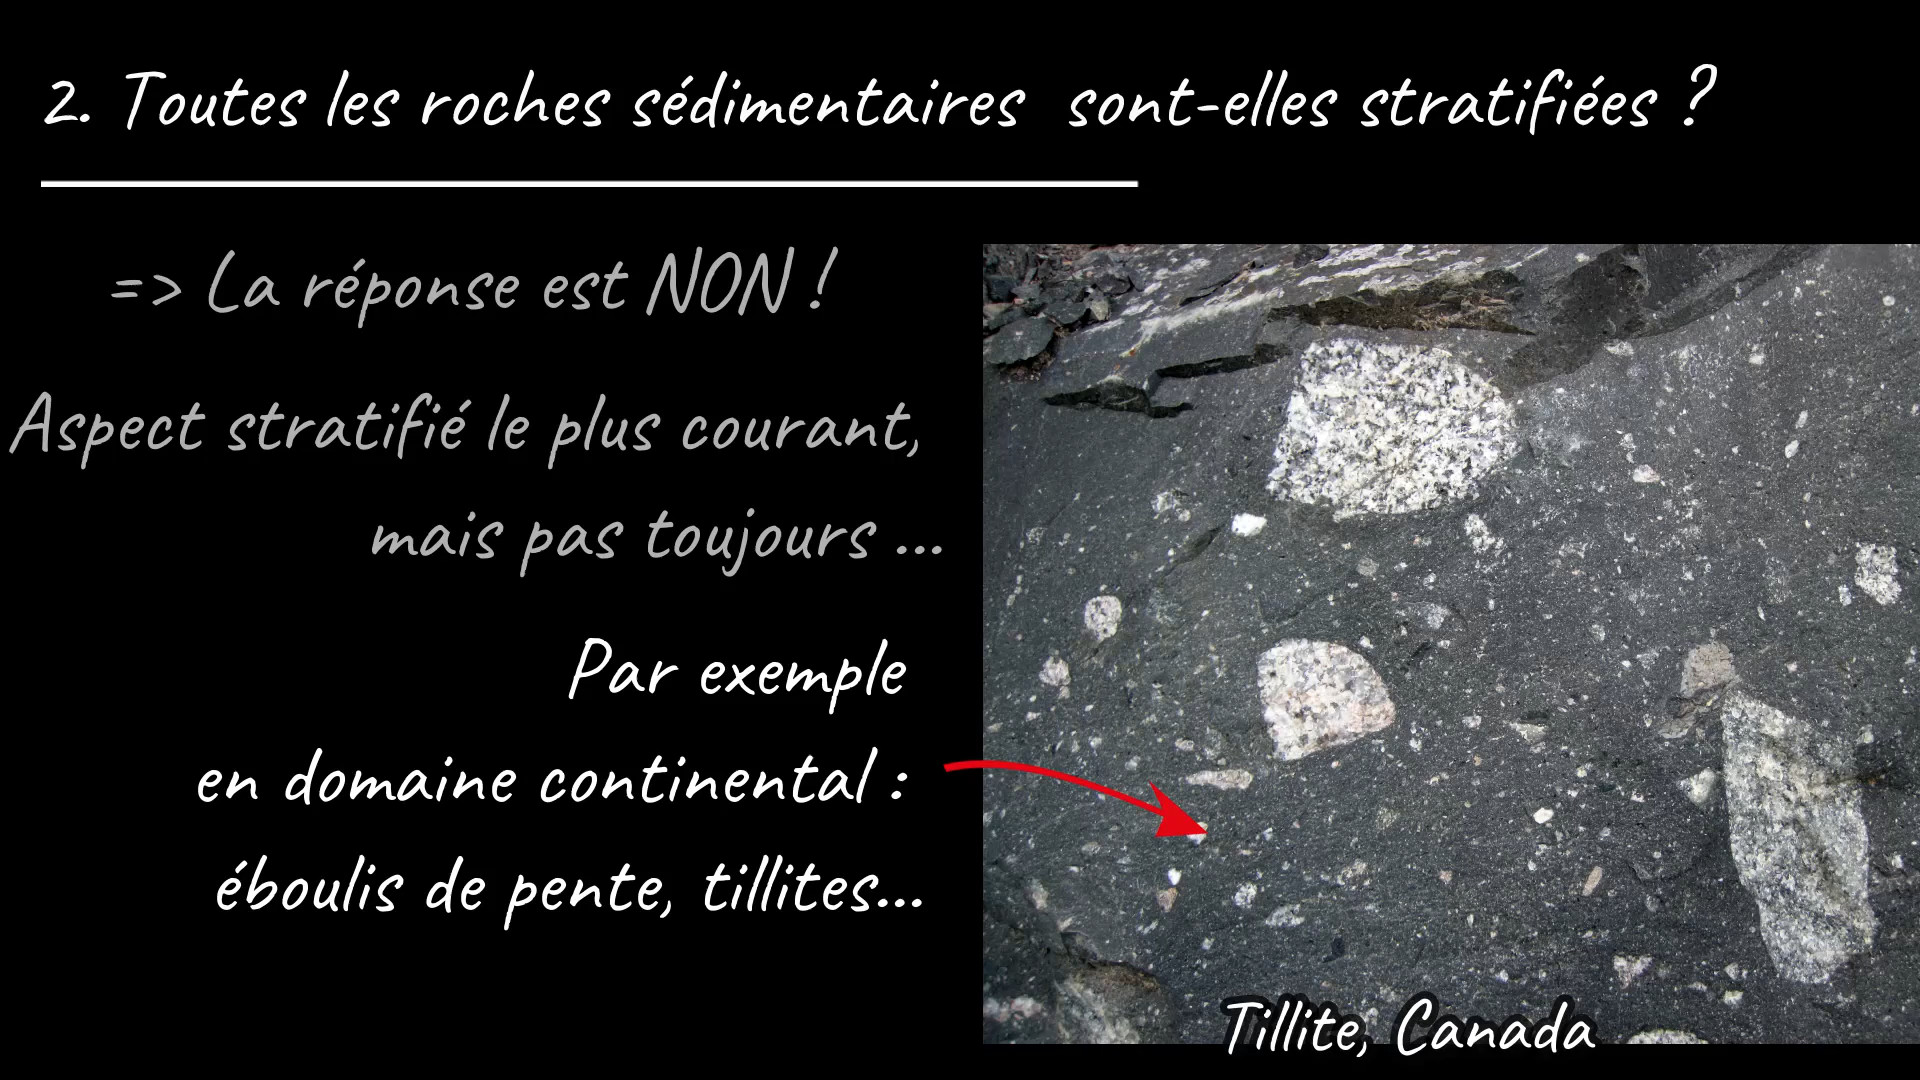 2. Toutes les roches sédimentaires sont-elles stratifiées ?
=> La réponse est NON !
Aspect stratifié le plus courant,
mais pas toujours ...
Par exemple
en domaine continental :
éboulis de pente, tillites...
Tillite, Canada